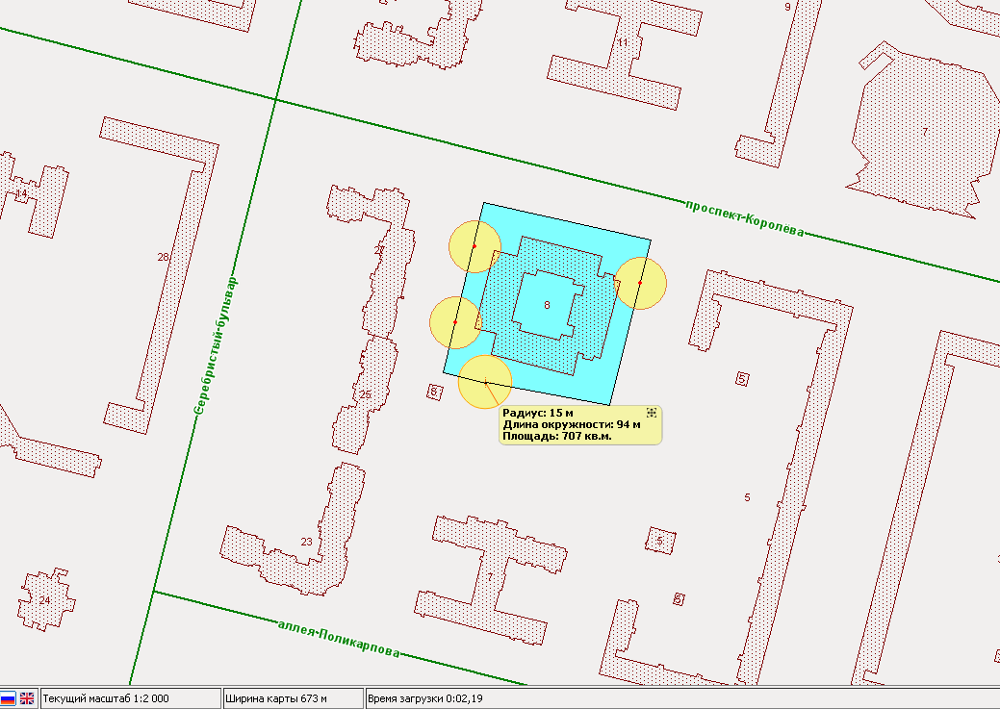 9
11
7
проспект Королёва
14
28
27
8
Серебристый бульвар
5
25
8
Радиус: 15 м
Длина окружности: 94 м
Площадь: 707 кв.м.
5
23
5
7
24
5
аллея Поликарпова
Текущий масштаб 1:2 000
Ширина карты 673 м
Время загрузки 0:02,19